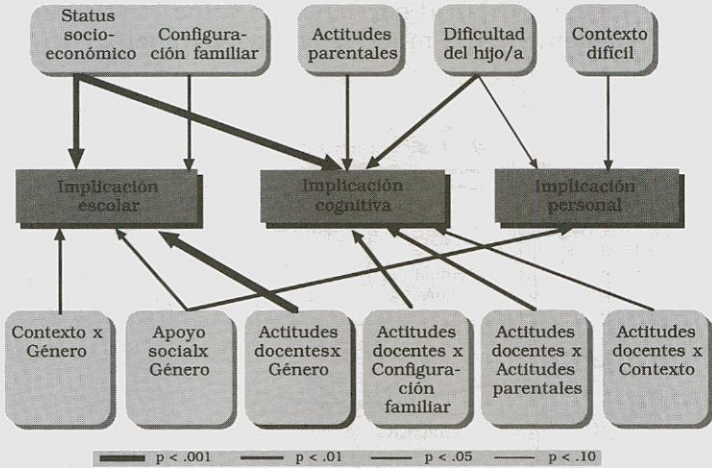 Status
socio-
económico
Configura-
ción familiar
Actitudes
parentales
Dificultad
del hijo/a
Contexto
difícil
Implicación
escolar
Implicación
cognitiva
Implicación
personal
Contexto x
Género
Apoyo
socialx
Género
Actitudes
docentesx
Género
Actitudes
docentes x
Configura-
ción
familiar
Actitudes
docentes x
Actitudes
parentales
Actitudes
docentes x
Contexto
p < .001 p < .01 p < .05 p < .10